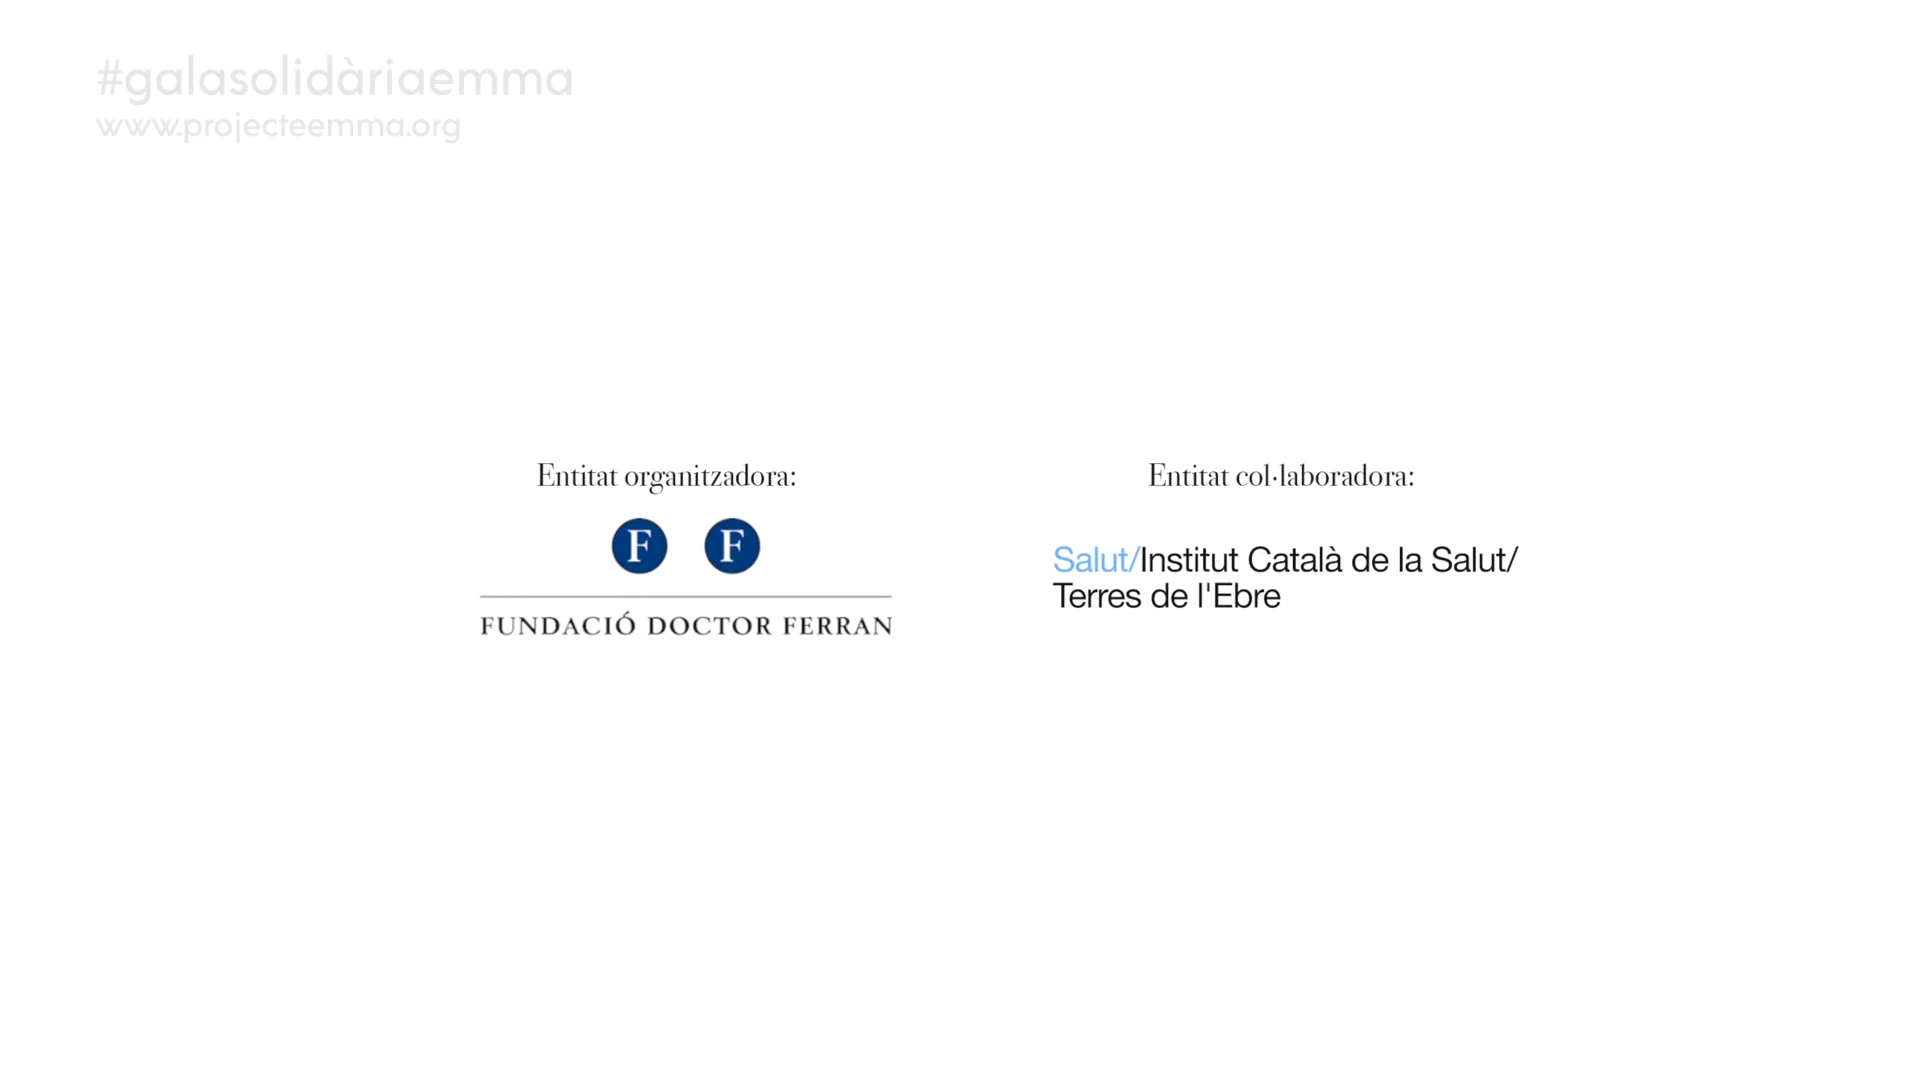 #galasolidàriaemma
www.projecteemma.org
Entitat organitzadora:
F F
FUNDACIÓ DOCTOR FERRAN
Entitat col·laboradora:
Salut/Institut Català de la Salut/
Terres de l'Ebre